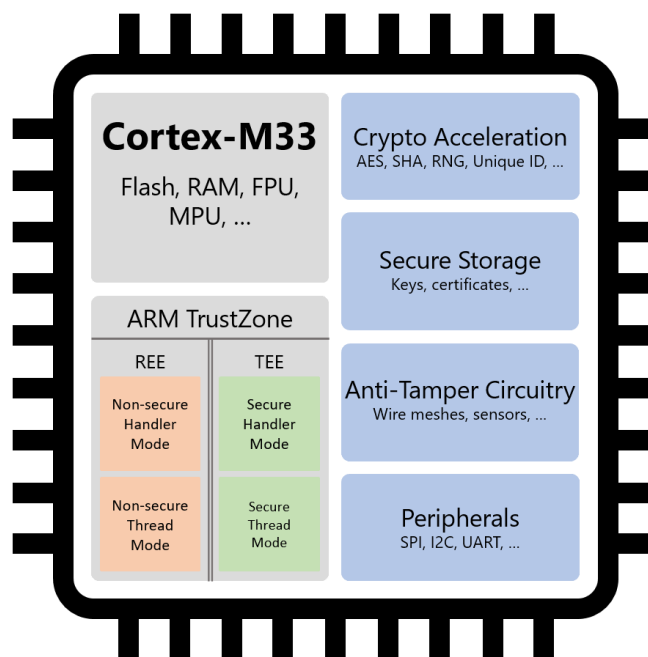 Cortex-M33
Flash, RAM, FPU,
MPU, ...
Crypto Acceleration
AES, SHA, RNG, Unique ID, ...
Secure Storage
Keys, certificates, ...
ARM TrustZone
REE
TEE
Non-secure
Handler
Mode
Secure
Handler
Mode
Non-secure
Thread
Mode
Secure
Thread
Mode
Anti-Tamper Circuitry
Wire meshes, sensors, ...
Peripherals
SPI, I2C, UART, ...